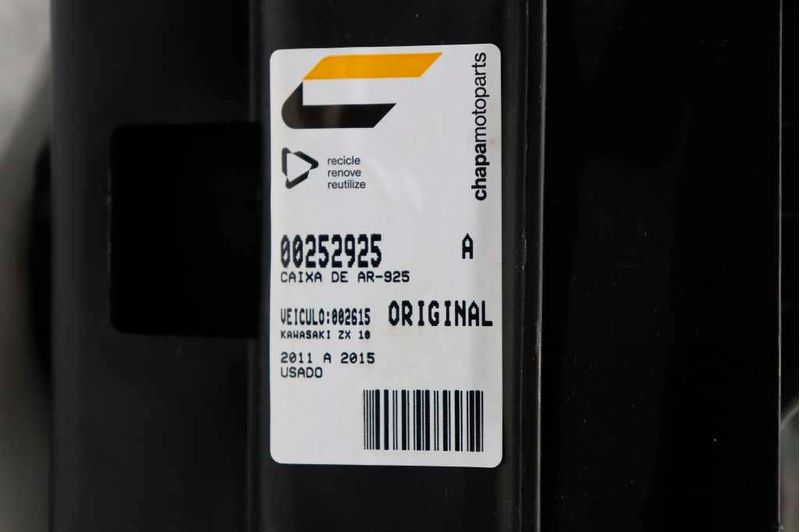 chapamotoparts
recicle
renove
reutilize
00252925 A
CAIXA DE AR-925
VEICULO:002615 ORIGINAL
KAWASAKI ZX 10
2011 A 2015
USADO